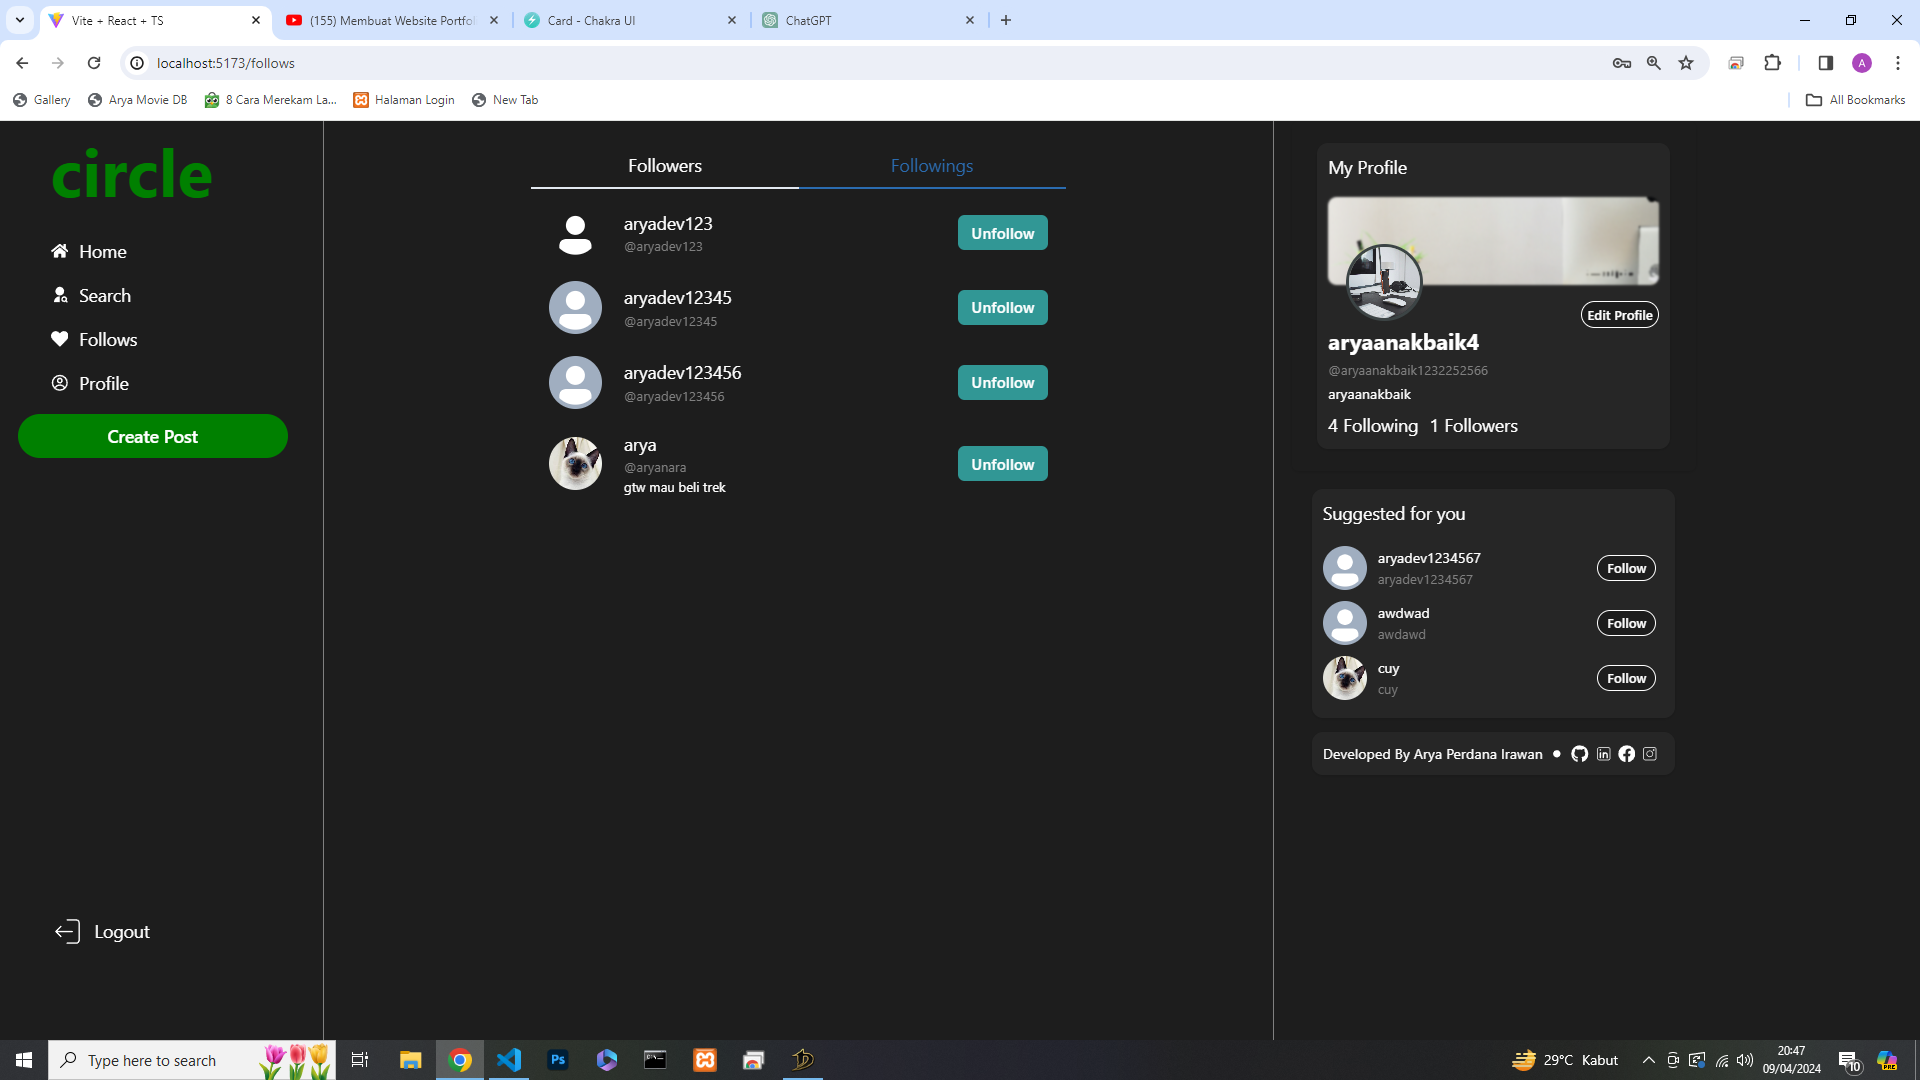 Vite + React + TS
(155) Membuat Website Portfoli
Card - Chakra UI
ChatGPT
localhost:5173/follows
A
Gallery
Arya Movie DB
8 Cara Merekam La...
Halaman Login
New Tab
All Bookmarks
circle
Home
Search
Follows
Profile
Create Post
Logout
Followers
Followings
aryadev123
@aryadev123
Unfollow
aryadev12345
@aryadev12345
Unfollow
aryadev123456
@aryadev123456
Unfollow
arya
@aryanara
gtw mau beli trek
Unfollow
My Profile
Edit Profile
aryaanakbaik4
@aryaanakbaik1232252566
aryaanakbaik
4 Following 1 Followers
Suggested for you
aryadev1234567
aryadev1234567
Follow
awdwad
awdawd
Follow
cuy
cuy
Follow
Developed By Arya Perdana Irawan
Type here to search
Ps
29°C Kabut
20:47
09/04/2024
10
PRE